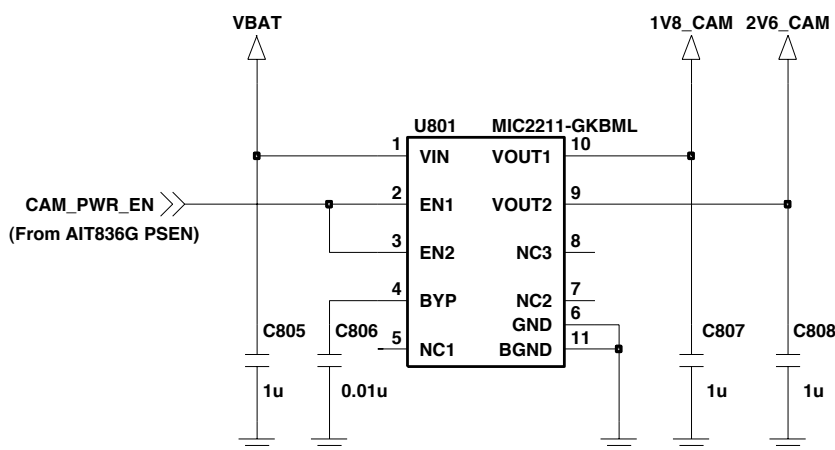 VBAT
1V8_CAM 2V6_CAM
U801 MIC2211-GKBML
1 VIN VOUT1 10
CAM_PWR_EN 2 EN1 VOUT2 9
(From AIT836G PSEN)
3 EN2 NC3 8
4 BYP NC2 7
GND 6
5 NC1 BGND 11
C805 C806 C807 C808
1u 0.01u 1u 1u